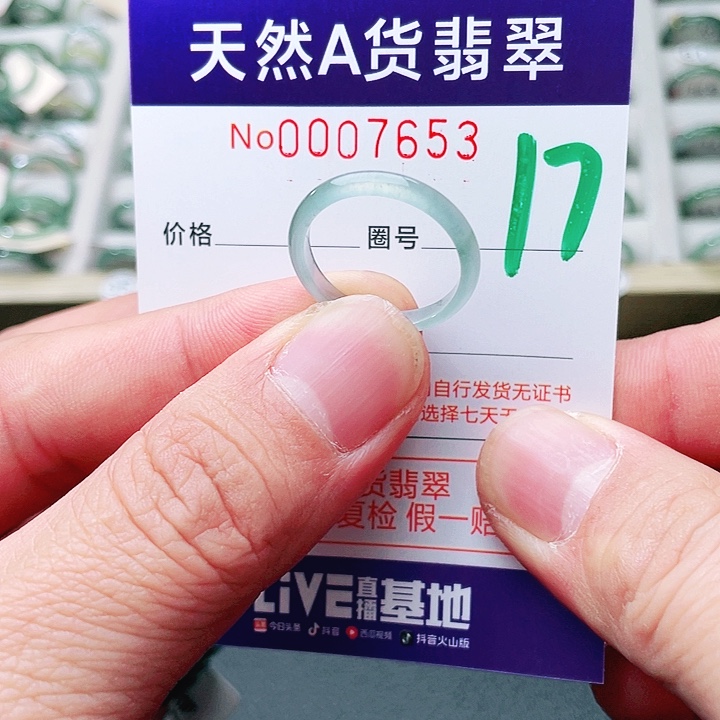 天然A货翡翠
No0007653
17
价格 圈号
自行发货无证书
选择七天
货翡翠
复检 假一赔
LIVE直播基地
今日头条 抖音 西瓜视频 抖音火山版